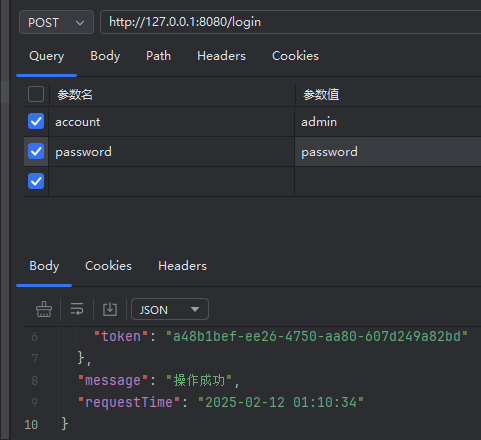 POST http://127.0.0.1:8080/login
Query Body Path Headers Cookies
参数名 参数值
account admin
password password
Body Cookies Headers
JSON
6 "token": "a48b1bef-ee26-4750-aa80-607d249a82bd"
7 },
8 "message": "操作成功",
9 "requestTime": "2025-02-12 01:10:34"
10 }